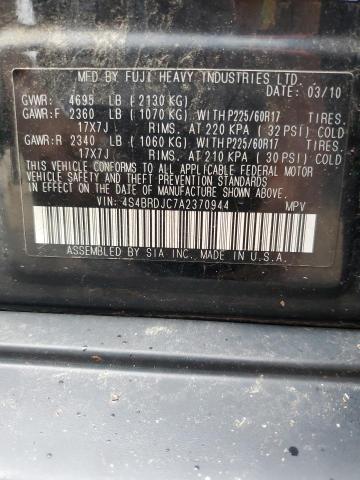 MFD. BY FUJI HEAVY INDUSTRIES LTD.
DATE: 03/10
GVWR: 4695 LB (2130 KG)
GAWR:F 2360 LB (1070 KG) WITH P225/60R17 TIRES.
17X7J RIMS. AT 220 KPA (32 PSI) COLD
GAWR:R 2340 LB (1060 KG) WITH P225/60R17 TIRES.
17X7J RIMS. AT 210 KPA (30 PSI) COLD
THIS VEHICLE CONFORMS TO ALL APPLICABLE FEDERAL MOTOR
VEHICLE SAFETY BUMPER, AND THEFT PREVENTION STANDARDS
IN EFFECT ON THE DATE OF MANUFACTURE SHOWN ABOVE.
VIN: 4S4BRDJC7A2370944 MPV
ASSEMBLED BY SIA INC. MADE IN U.S.A.